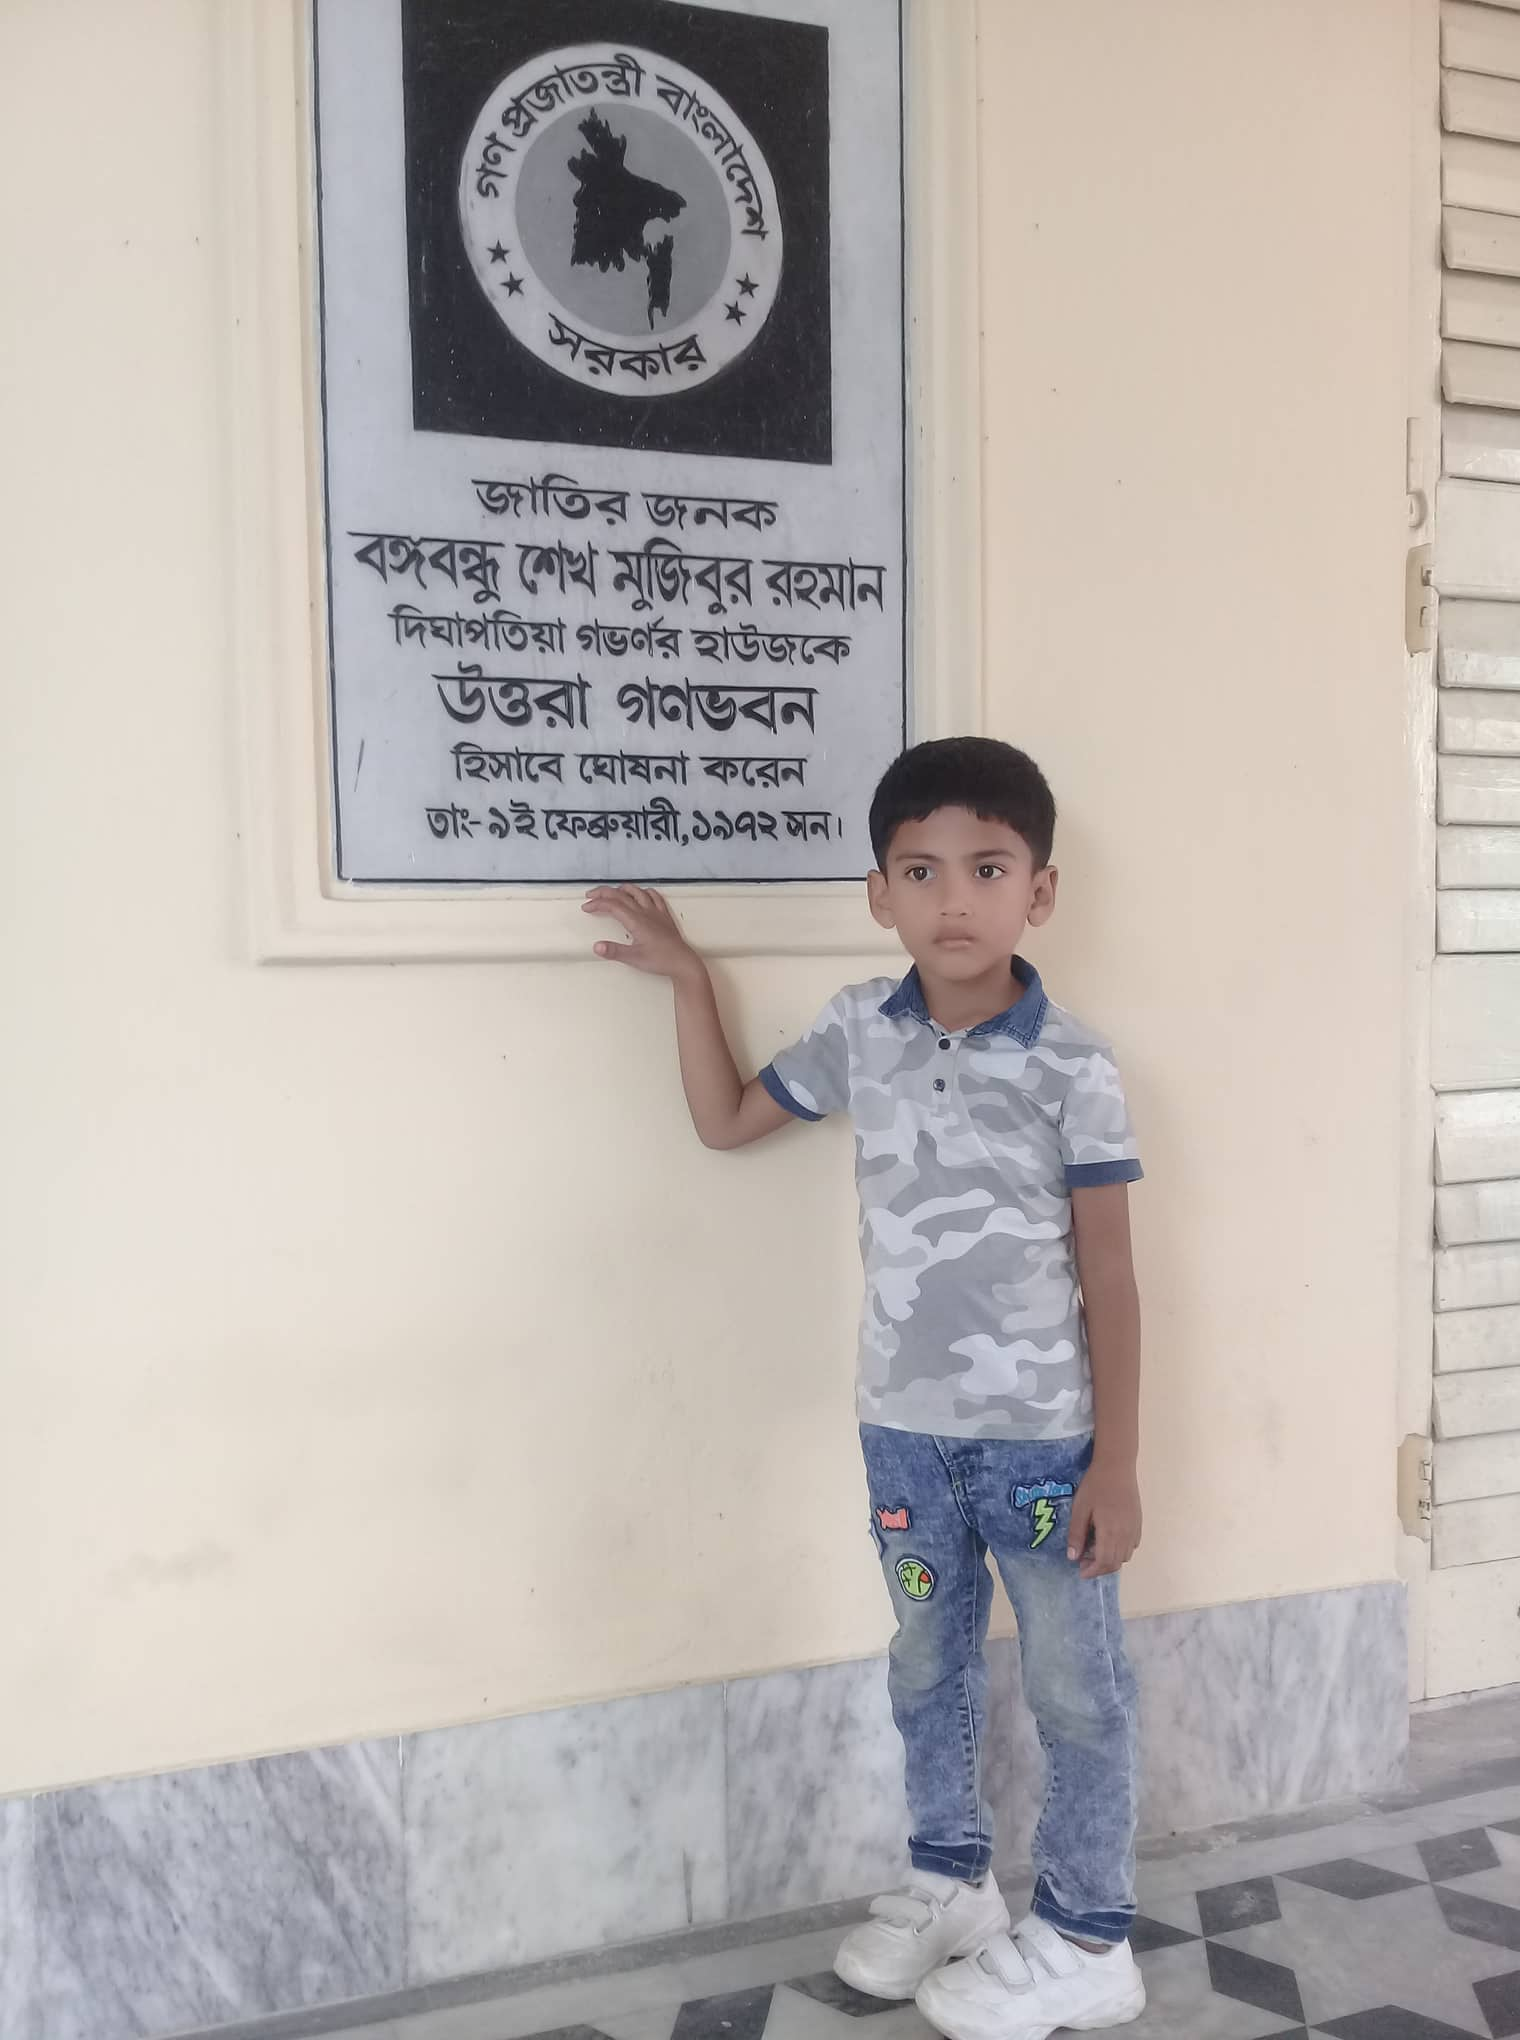 গণ প্রজাতন্ত্রী বাংলাদেশ
সরকার
জাতির জনক
বঙ্গবন্ধু শেখ মুজিবুর রহমান
দিঘাপতিয়া গভর্ণর হাউজকে
উত্তরা গণভবন
হিসাবে ঘোষনা করেন
তাং-৯ই ফেব্রুয়ারী,১৯৭২ সন।